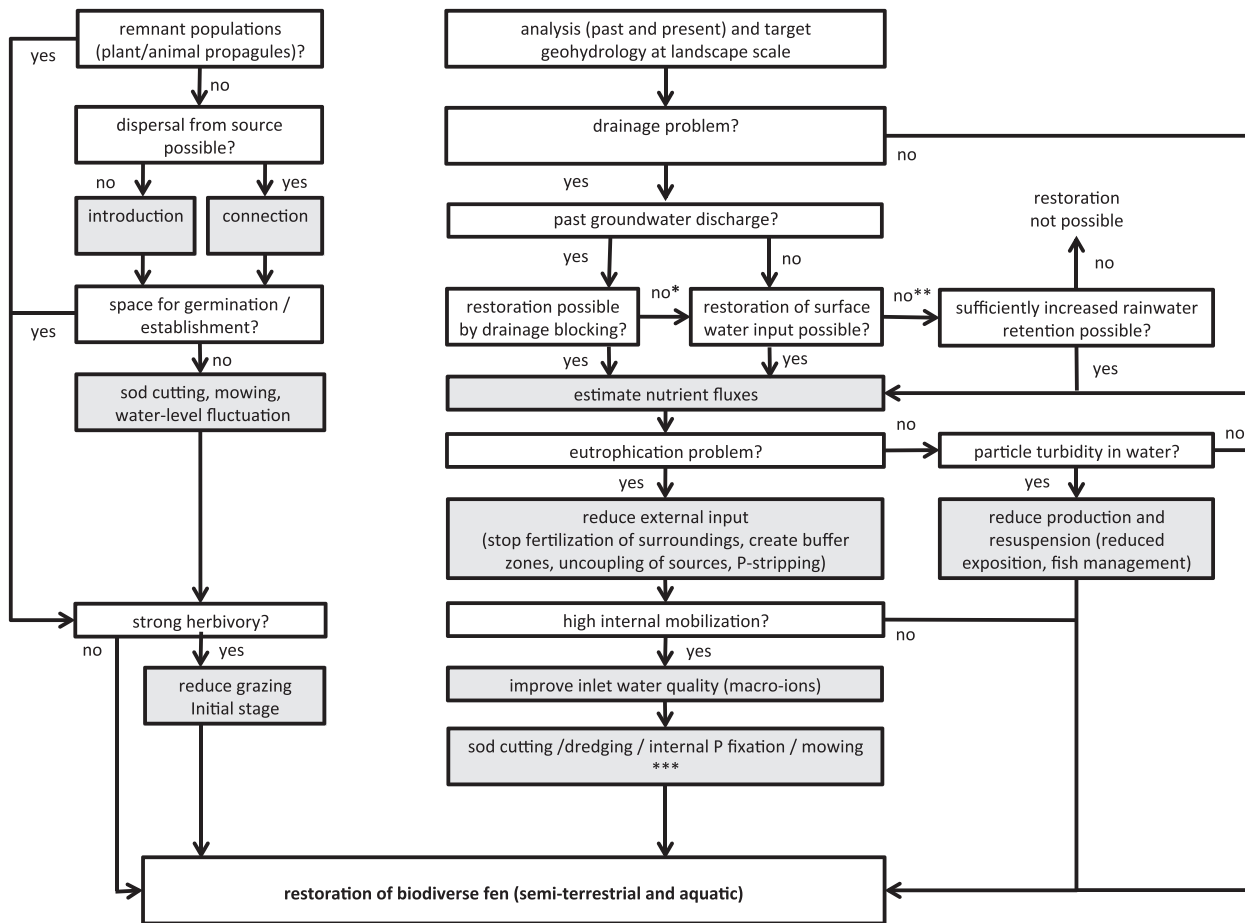 remnant populations
(plant/animal propagules)?
yes
no
dispersal from source
possible?
no
yes
introduction
connection
space for germination /
establishment?
yes
no
sod cutting, mowing,
water-level fluctuation
strong herbivory?
no
yes
reduce grazing
Initial stage
analysis (past and present) and target
geohydrology at landscape scale
drainage problem?
no
yes
past groundwater discharge?
yes
no
restoration possible
by drainage blocking?
no*
restoration of surface
water input possible?
no**
sufficiently increased rainwater
retention possible?
no
restoration
not possible
yes
yes
yes
estimate nutrient fluxes
eutrophication problem?
no
particle turbidity in water?
no
yes
yes
reduce external input
(stop fertilization of surroundings, create buffer
zones, uncoupling of sources, P-stripping)
reduce production and
resuspension (reduced
exposition, fish management)
high internal mobilization?
no
yes
improve inlet water quality (macro-ions)
sod cutting /dredging / internal P fixation / mowing
***
restoration of biodiverse fen (semi-terrestrial and aquatic)